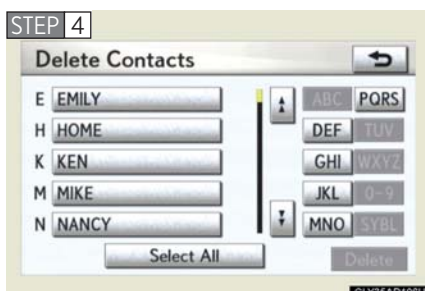 STEP 4
Delete Contacts
E EMILY ABC PQRS
H HOME DEF TUV
K KEN GHI WXYZ
M MIKE JKL 0-9
N NANCY MNO SYBL
Select All Delete